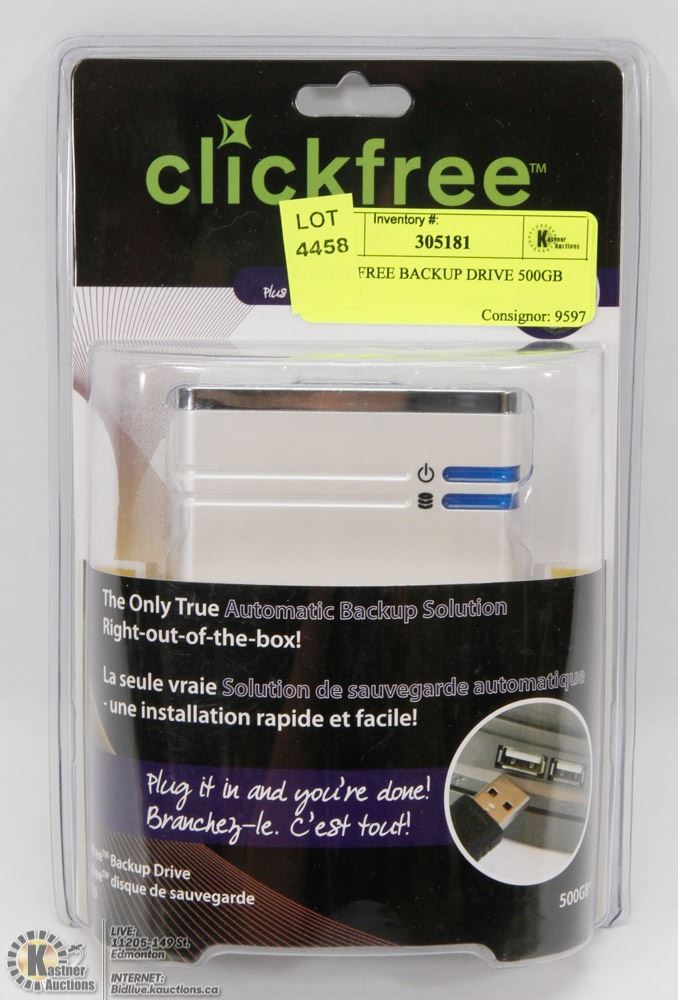 clickfree™
LOT
4458
Inventory #:
305181
Kastner
Auctions
FREE BACKUP DRIVE 500GB
Consignor: 9597
Plus
The Only True Automatic Backup Solution
Right-out-of-the-box!
La seule vraie Solution de sauvegarde automatique
- une installation rapide et facile!
Plug it in and you're done!
Branchez-le. C'est tout!
™ Backup Drive
™ disque de sauvegarde
500GB
Kastner
Auctions
LIVE:
11205-149 St.
Edmonton
INTERNET:
Bidlive.kauctions.ca